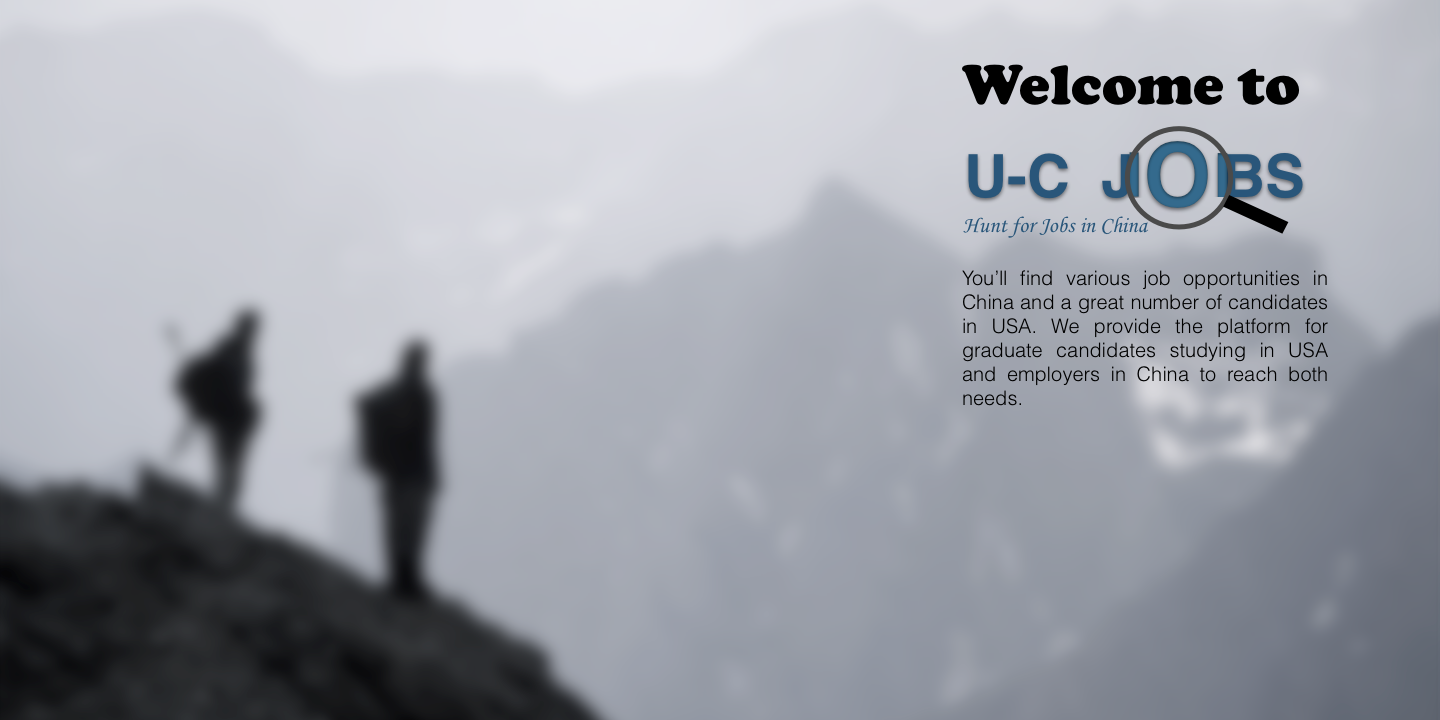 Welcome to
U-C JOBS
Hunt for Jobs in China
You'll find various job opportunities in
China and a great number of candidates
in USA. We provide the platform for
graduate candidates studying in USA
and employers in China to reach both
needs.